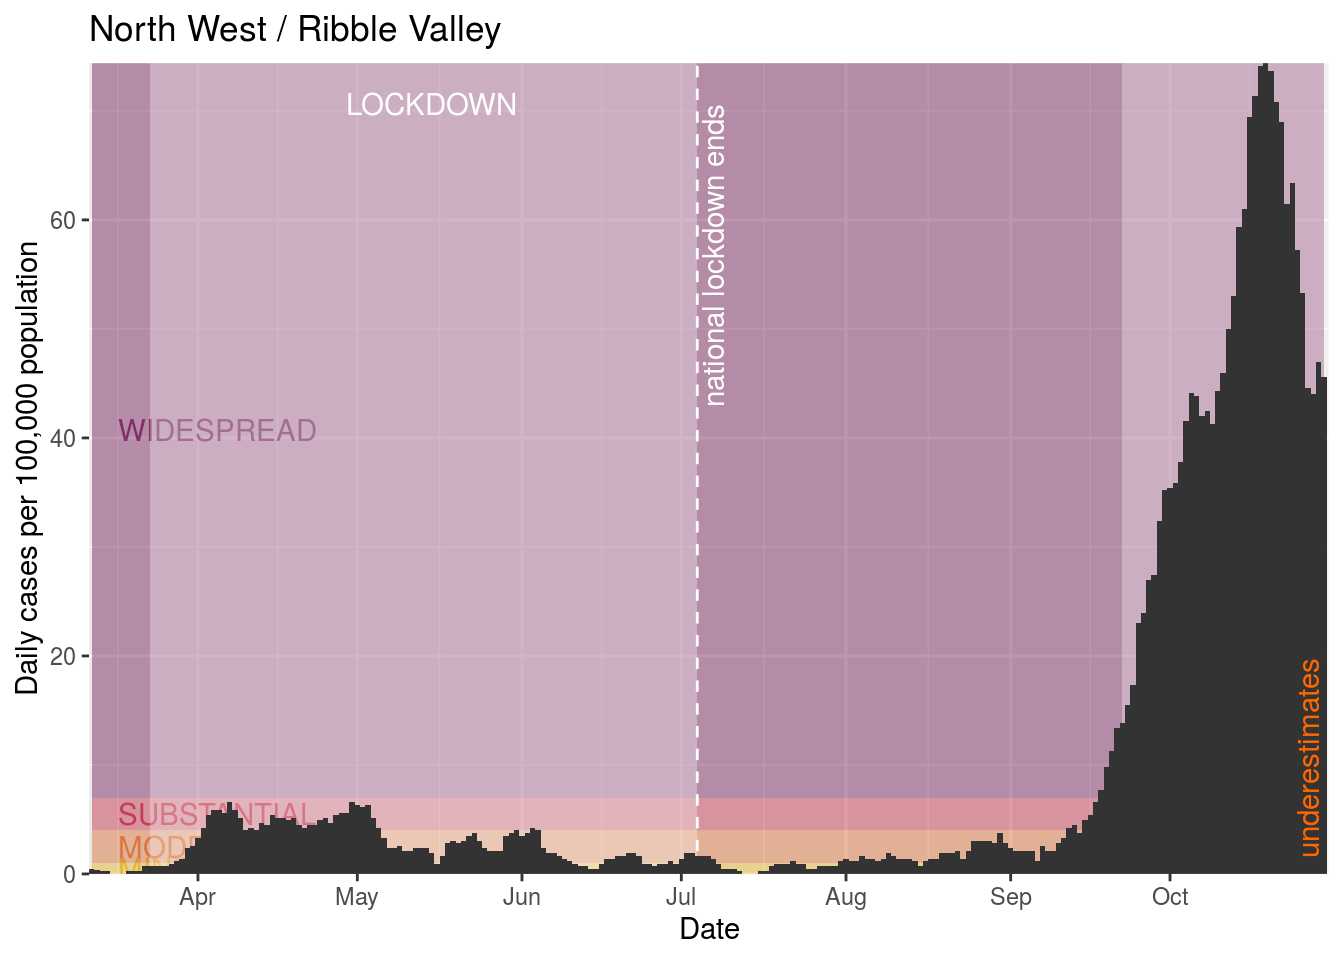 North West / Ribble Valley
LOCKDOWN
national lockdown ends
WIDESPREAD
SUBSTANTIAL
underestimates
Daily cases per 100,000 population
60
40
20
0
Apr
May
Jun
Jul
Aug
Sep
Oct
Date